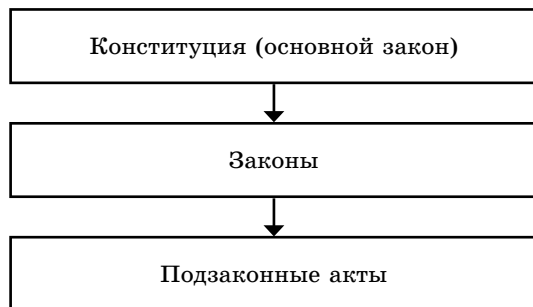 Конституция (основной закон)
Законы
Подзаконные акты